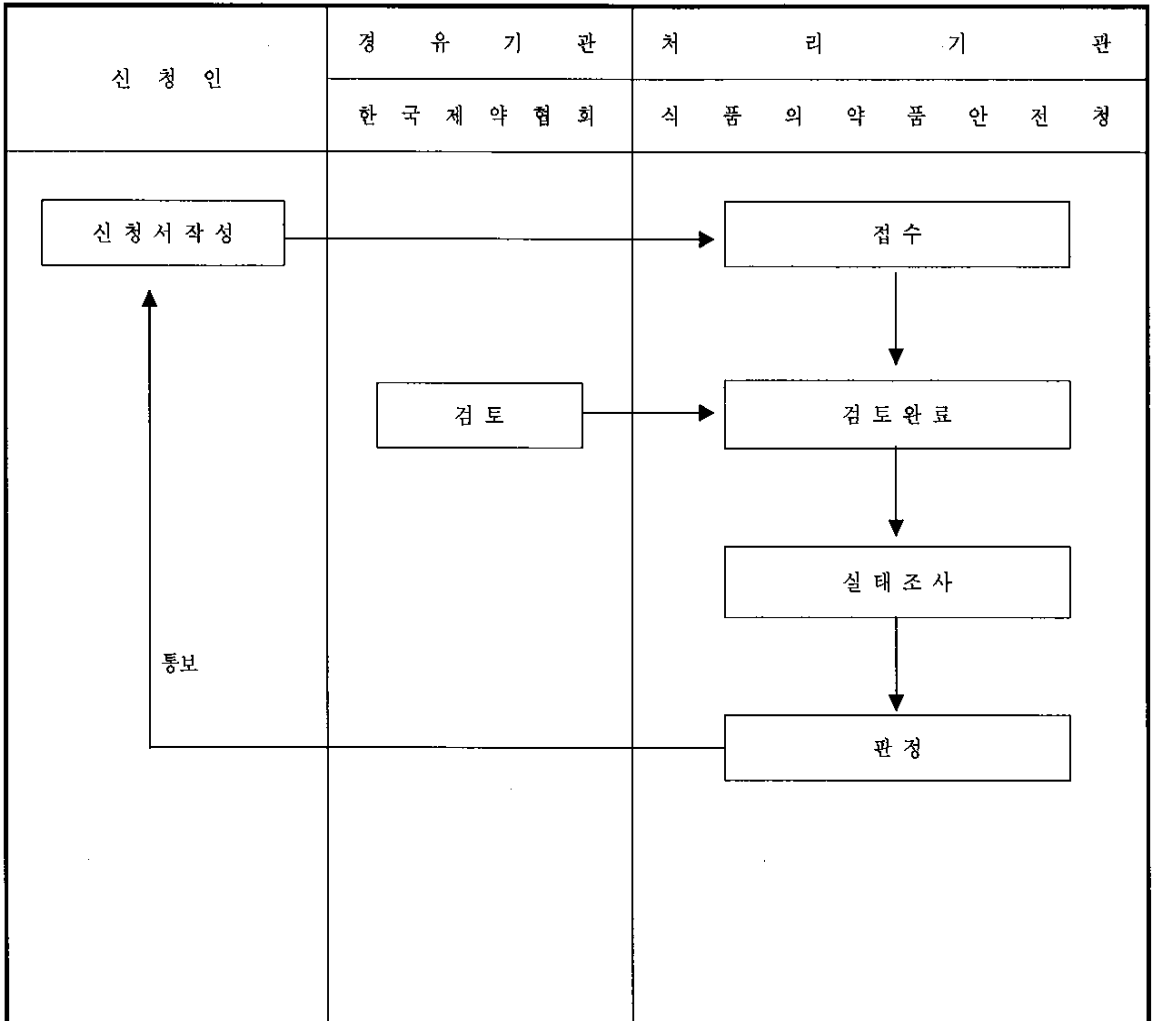 신청인
경유기관
처리기관
한국제약협회
식품의약품안전청
신청서작성
접수
검토
검토완료
실태조사
통보
판정